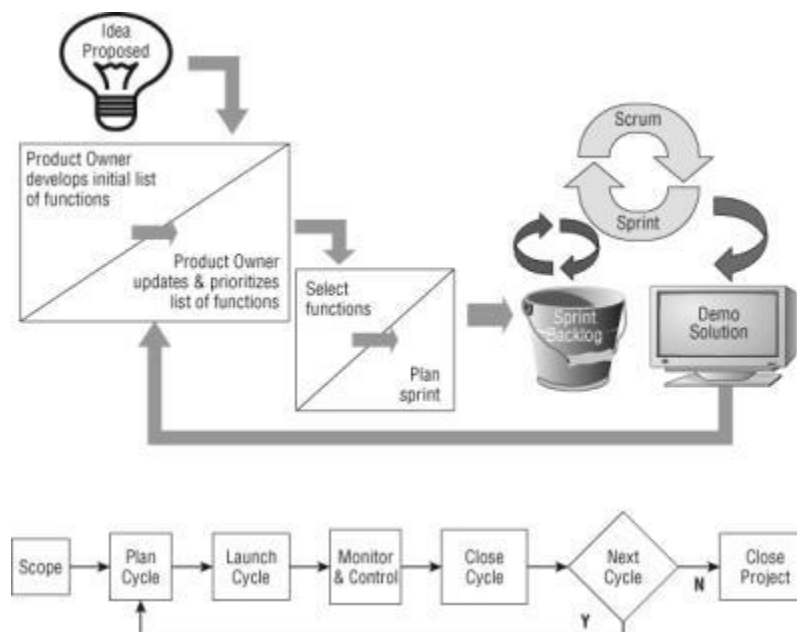 Idea
Proposed
Product Owner
develops initial list
of functions
Product Owner
updates & prioritizes
list of functions
Select
functions
Plan
sprint
Scrum
Sprint
Sprint
Backlog
Demo
Solution
Scope
Plan
Cycle
Launch
Cycle
Monitor
& Control
Close
Cycle
Next
Cycle
N
Close
Project
Y